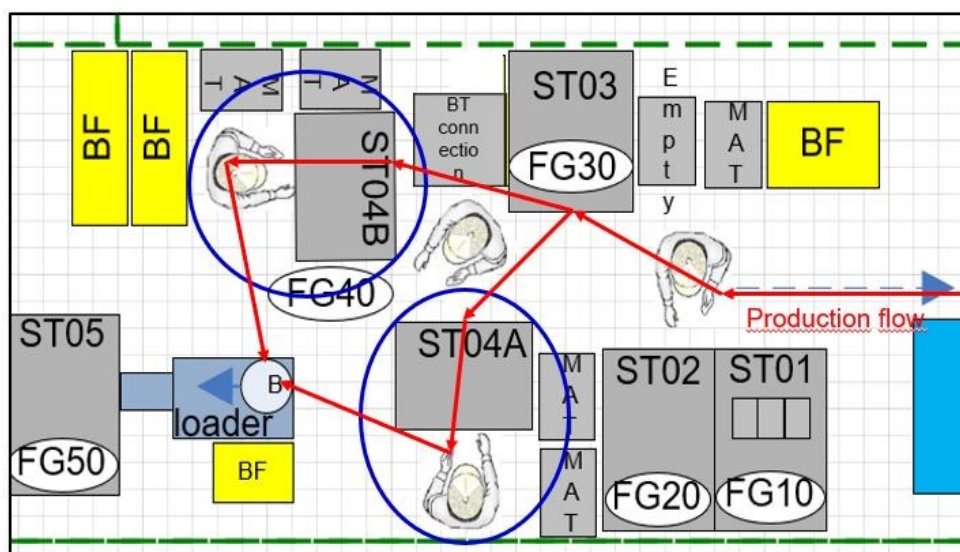 BF
BF
MAT
MAT
ST04B
FG40
BT
conn
ectio
n
ST03
FG30
Empty
MAT
BF
Production flow
ST05
FG50
B
loader
BF
ST04A
MAT
MAT
ST02
FG20
ST01
FG10